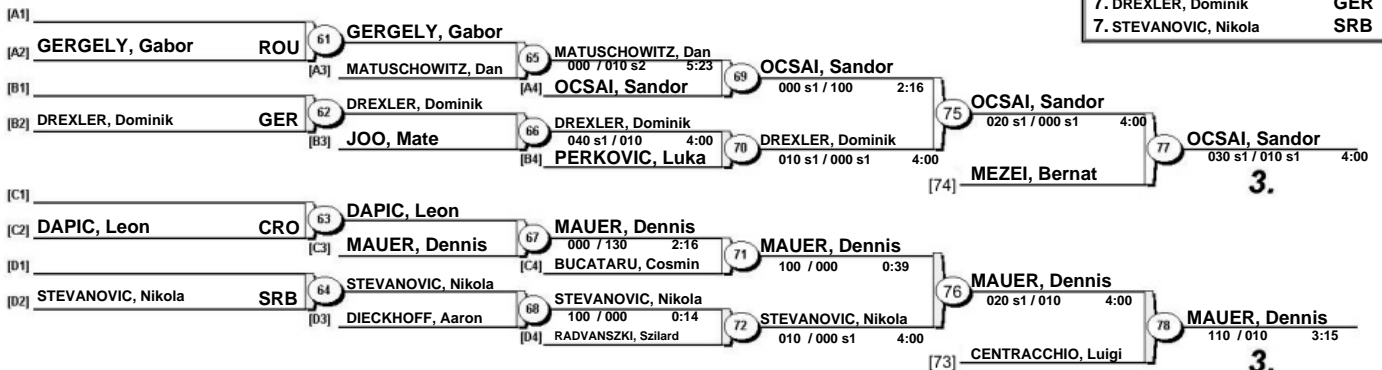 7. DREXLER, Dominik GER
7. STEVANOVIC, Nikola SRB
[A1]
[A2] GERGELY, Gabor ROU
61
GERGELY, Gabor
[A3] MATUSCHOWITZ, Dan
65
MATUSCHOWITZ, Dan
000 / 010 s2 5:23
[A4] OCSAI, Sandor
69
OCSAI, Sandor
000 s1 / 100 2:16
[B1]
[B2] DREXLER, Dominik GER
62
DREXLER, Dominik
[B3] JOO, Mate
66
DREXLER, Dominik
040 s1 / 010 4:00
[B4] PERKOVIC, Luka
70
DREXLER, Dominik
010 s1 / 000 s1 4:00
75
OCSAI, Sandor
020 s1 / 000 s1 4:00
[74] MEZEI, Bernat
77
OCSAI, Sandor
030 s1 / 010 s1 4:00
3.
[C1]
[C2] DAPIC, Leon CRO
63
DAPIC, Leon
[C3] MAUER, Dennis
67
MAUER, Dennis
000 / 130 2:16
[C4] BUCATARU, Cosmin
71
MAUER, Dennis
100 / 000 0:39
[D1]
[D2] STEVANOVIC, Nikola SRB
64
STEVANOVIC, Nikola
[D3] DIECKHOFF, Aaron
68
STEVANOVIC, Nikola
100 / 000 0:14
[D4] RADVANSZKI, Szilard
72
STEVANOVIC, Nikola
010 / 000 s1 4:00
76
MAUER, Dennis
020 s1 / 010 4:00
[73] CENTRACCHIO, Luigi
78
MAUER, Dennis
110 / 010 3:15
3.